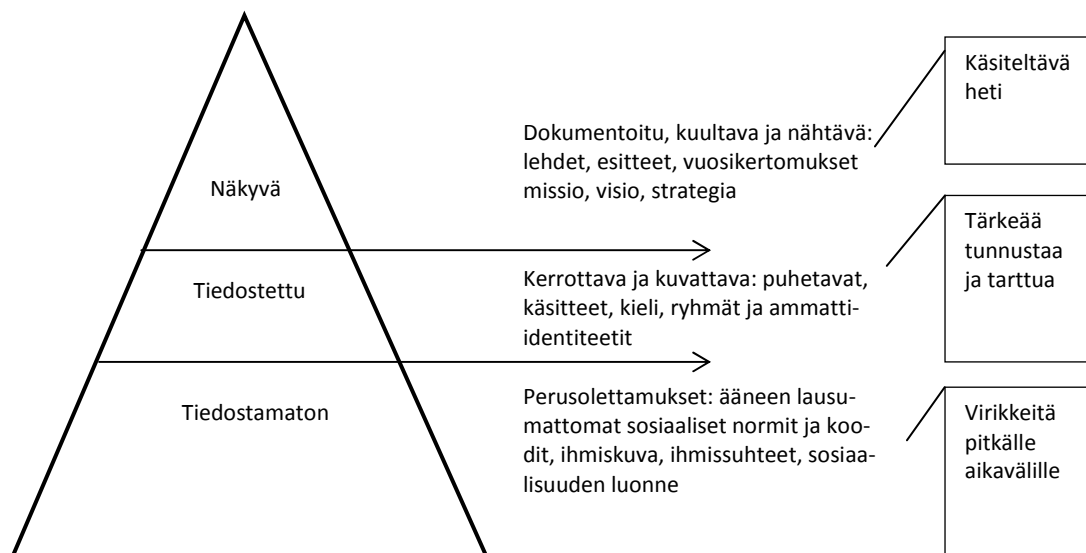 Näkyvä
Dokumentoitu, kuultava ja nähtävä:
lehdet, esitteet, vuosikertomukset
missio, visio, strategia
Käsiteltävä
heti
Tiedostettu
Kerrottava ja kuvattava: puhetavat,
käsitteet, kieli, ryhmät ja ammatti-
identiteetit
Tärkeää
tunnustaa
ja tarttua
Tiedostamaton
Perusolettamukset: ääneen lausu-
mattomat sosiaaliset normit ja koo-
dit, ihmiskuva, ihmissuhteet, sosiaa-
lisuuden luonne
Virikkeitä
pitkälle
aikavälille